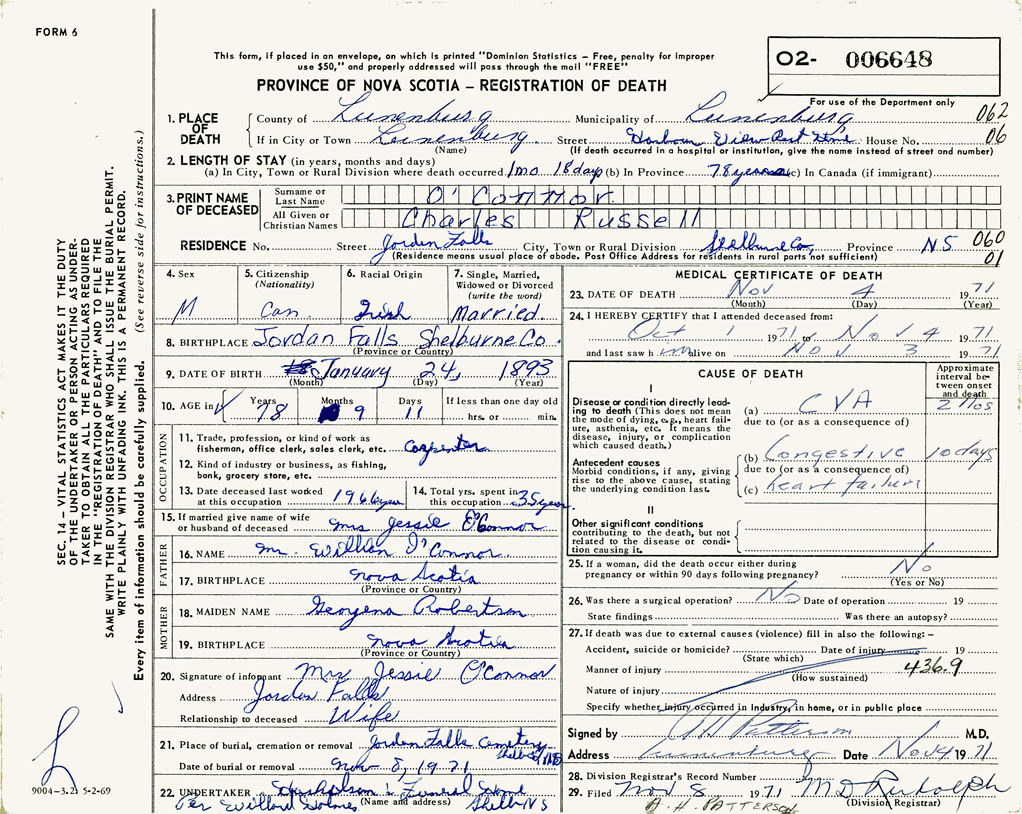 FORM 6
This form, if placed in an envelope, on which is printed "Dominion Statistics – Free, penalty for improper
use $50," and properly addressed will pass through the mail "FREE"
PROVINCE OF NOVA SCOTIA – REGISTRATION OF DEATH
O2- 006648
For use of the Department only
1. PLACE OF DEATH
County of Lunenburg Municipality of Lunenburg 062
If in City or Town Lunenburg Street Harbour View House No. 06
(Name) (If death occurred in a hospital or institution, give the name instead of street and number)
2. LENGTH OF STAY (in years, months and days)
(a) In City, Town or Rural Division where death occurred 1mo 18day (b) In Province 78 years (c) In Canada (if immigrant)
3. PRINT NAME OF DECEASED
Surname or Last Name O'Connor
All Given or Christian Names Charles Russell
RESIDENCE No. Street Jorden Falls City, Town or Rural Division Shelburne Co. Province N S 060
(Residence means usual place of abode. Post Office Address for residents in rural parts not sufficient) 01
4. Sex M
5. Citizenship (Nationality) Can.
6. Racial Origin Irish
7. Single, Married, Widowed or Divorced (write the word) Married
8. BIRTHPLACE Jordan Falls Shelburne Co.
(Province or Country)
9. DATE OF BIRTH January 24, 1893
(Month) (Day) (Year)
10. AGE in Years 78 Months 9 Days 11 If less than one day old
hrs. or min.
OCCUPATION
11. Trade, profession, or kind of work as
fisherman, office clerk, sales clerk, etc. Carpenter
12. Kind of industry or business, as fishing,
bank, grocery store, etc.
13. Date deceased last worked at this occupation 1966 year
14. Total yrs. spent in this occupation 35 years
15. If married give name of wife
or husband of deceased Mrs Jessie O'Connor
FATHER
16. NAME Mr. William O'Connor
17. BIRTHPLACE Nova Scotia
(Province or Country)
MOTHER
18. MAIDEN NAME Georgena Robertson
19. BIRTHPLACE Nova Scotia
(Province or Country)
20. Signature of informant Mrs Jessie O'Connor
Address Jorden Falls
Relationship to deceased Wife
21. Place of burial, cremation or removal Jorden Falls Cemetery
Date of burial or removal Nov 8, 1971
22. UNDERTAKER Funeral Home
(Name and address)
Per Willard Holmes Shelb N S
MEDICAL CERTIFICATE OF DEATH
23. DATE OF DEATH Nov 4 1971
(Month) (Day) (Year)
24. I HEREBY CERTIFY that I attended deceased from:
Oct 1 1971 to Nov 4 1971
and last saw him alive on Nov 3 1971
CAUSE OF DEATH
Approximate interval between onset and death
I
Disease or condition directly leading to death (This does not mean the mode of dying, e.g., heart failure, asthenia, etc. It means the disease, injury, or complication which caused death.)
(a) CVA 2 mos
due to (or as a consequence of)
Antecedent causes
Morbid conditions, if any, giving rise to the above cause, stating the underlying condition last.
(b) Congestive 10 days
due to (or as a consequence of)
(c) heart failure
II
Other significant conditions
contributing to the death, but not related to the disease or condition causing it.
25. If a woman, did the death occur either during
pregnancy or within 90 days following pregnancy? No
(Yes or No)
26. Was there a surgical operation? No Date of operation 19
State findings Was there an autopsy?
27. If death was due to external causes (violence) fill in also the following: –
Accident, suicide or homicide? Date of injury 19
(State which)
Manner of injury 436.9
(How sustained)
Nature of injury
Specify whether injury occurred in Industry, in home, or in public place
Signed by Patterson M.D.
Address Lunenburg Date Nov 4 1971
28. Division Registrar's Record Number
29. Filed Nov 8 1971 M D Rudolph
(Division Registrar)
A. H. PATTERSON
SEC. 14 – VITAL STATISTICS ACT MAKES IT THE DUTY
OF THE UNDERTAKER OR PERSON ACTING AS UNDER-
TAKER TO OBTAIN ALL THE PARTICULARS REQUIRED
IN THE "REGISTRATION OF DEATH" AND TO FILE THE
SAME WITH THE DIVISION REGISTRAR WHO SHALL ISSUE THE BURIAL PERMIT.
WRITE PLAINLY WITH UNFADING INK. THIS IS A PERMANENT RECORD.
Every item of information should be carefully supplied. (See reverse side for instructions.)
9004–3.2: 5-2-69